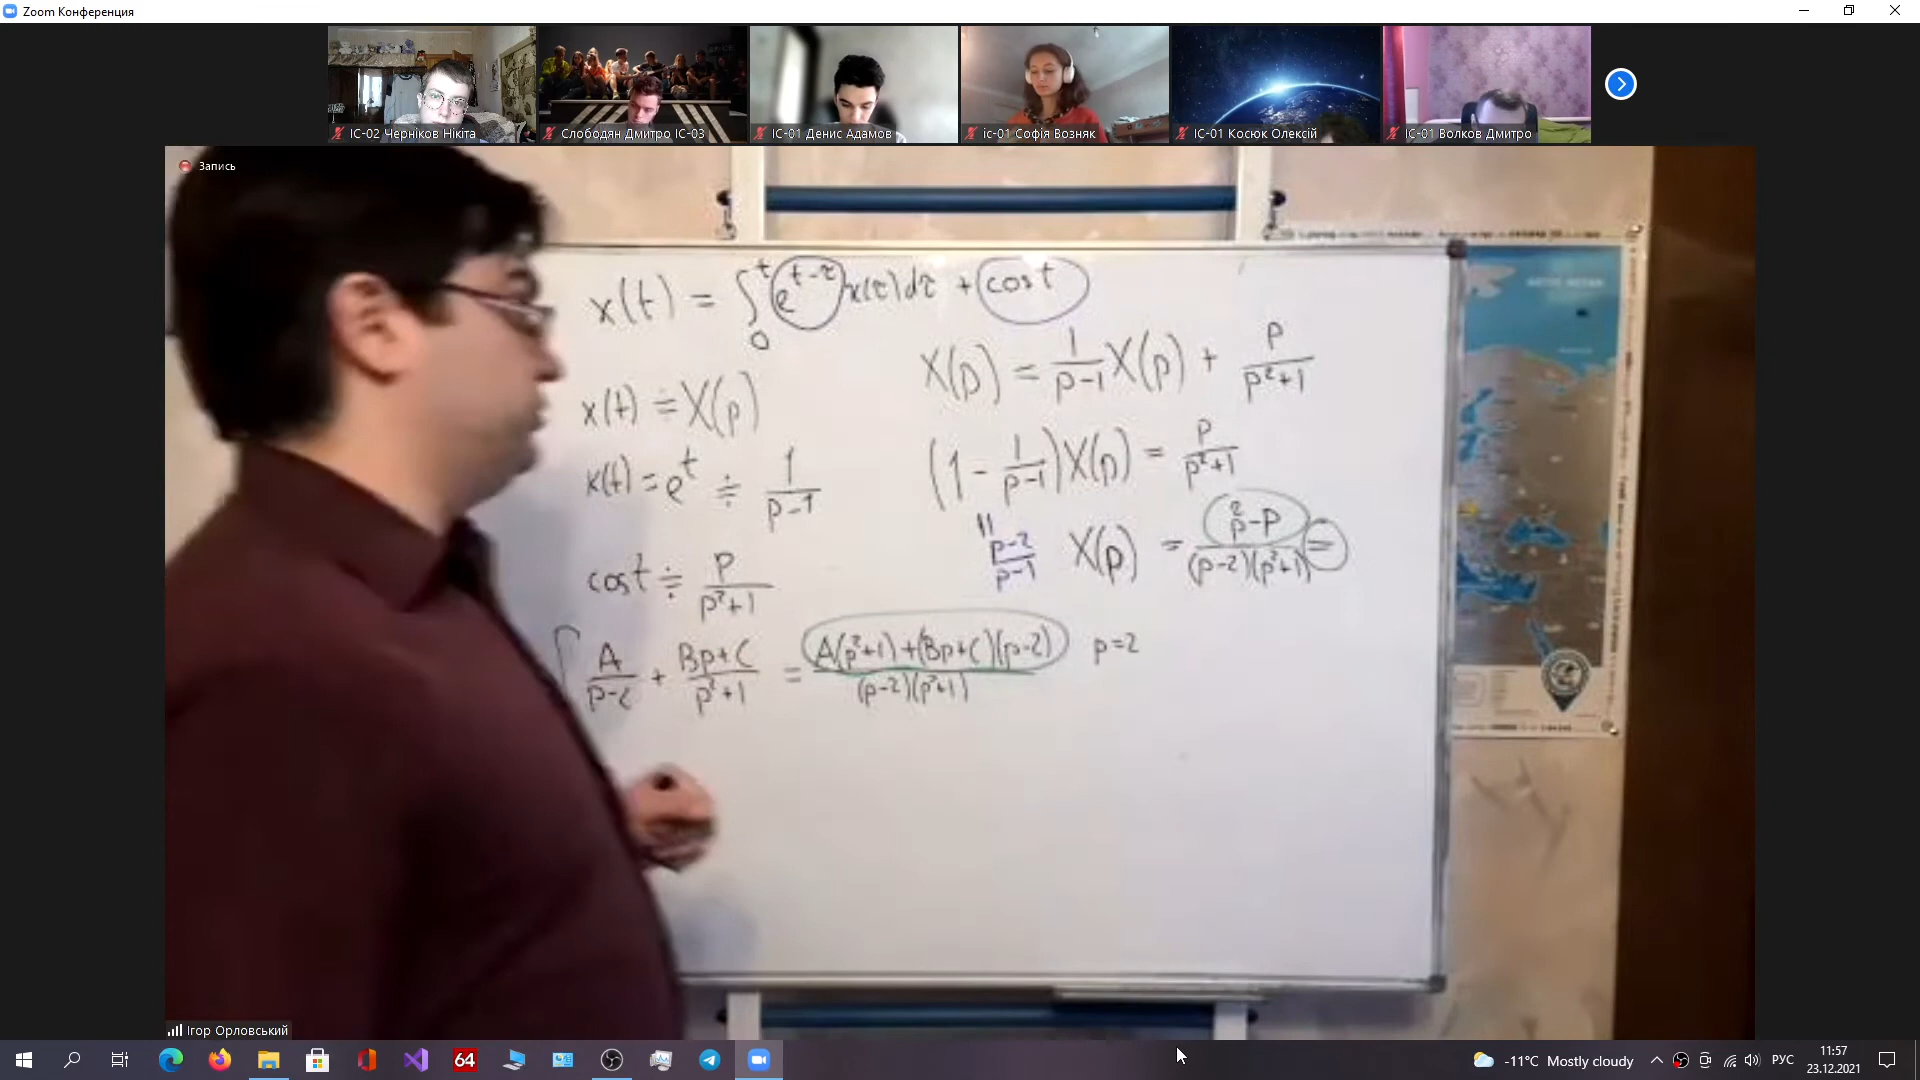 Zoom Конференция
ІС-02 Черніков Нікіта
Слободян Дмитро ІС-03
ІС-01 Денис Адамов
іс-01 Софія Возняк
ІС-01 Косюк Олексій
ІС-01 Волков Дмитро
Запись
x(t) = ∫₀ᵗ e^(t-τ) x(τ)dτ + cost
X(p) = 1/(p-1) X(p) + p/(p²+1)
x(t) ≑ X(p)
(1 - 1/(p-1)) X(p) = p/(p²+1)
K(t) = e^t ≑ 1/(p-1)
" (p-2)/(p-1) X(p) = (p²-p)/((p-2)(p²+1)) =
cost ≑ p/(p²+1)
A/(p-2) + (Bp+C)/(p²+1) = (A(p²+1)+(Bp+C)(p-2))/((p-2)(p²+1)) p=2
Ігор Орловський
64
-11°C Mostly cloudy
РУС
11:57
23.12.2021